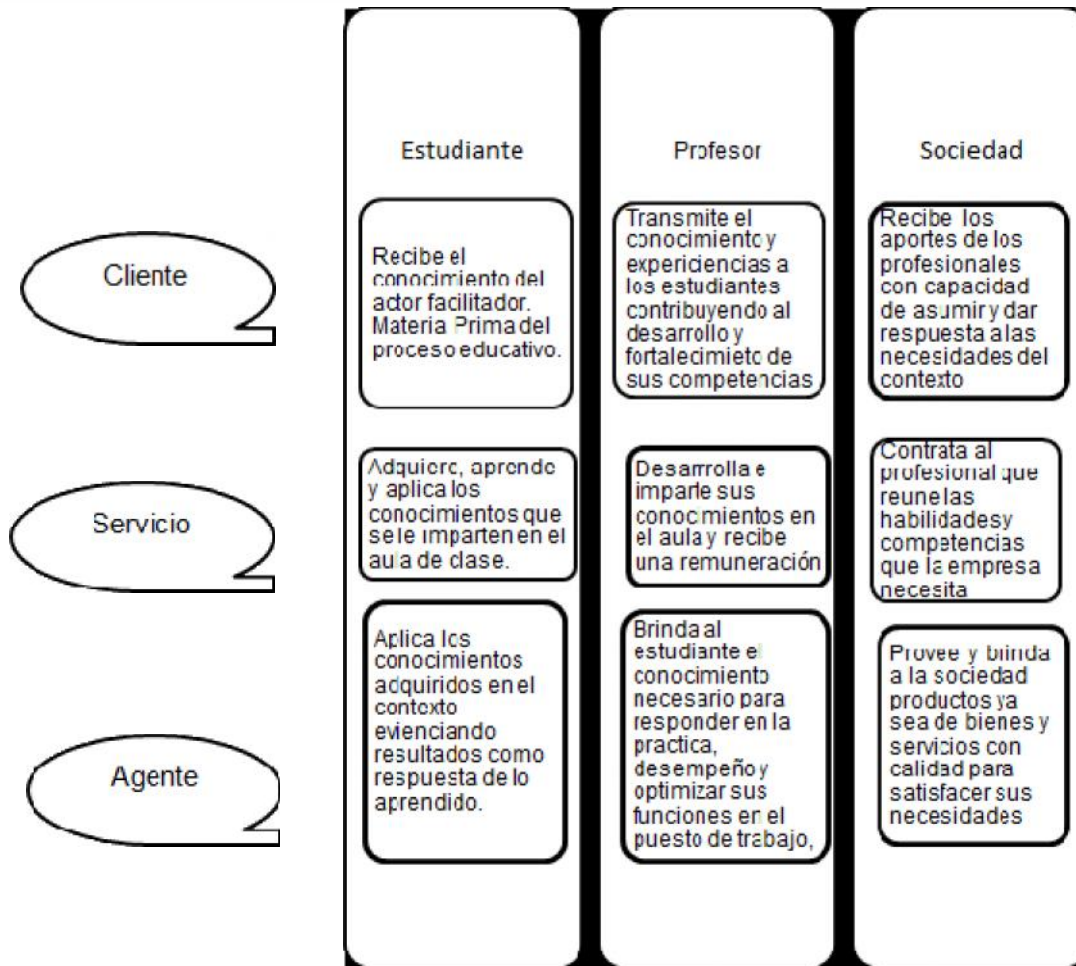 Estudiante
Profesor
Sociedad
Cliente
Recibe el
conocimiento del
actor facilitador.
Materia Prima del
proceso educativo.
Transmite el
conocimiento y
expericiencias a
los estudiantes
contribuyendo al
desarrollo y
fortalecimieto de
sus competencias
Recibe los
aportes de los
profesionales
con capacidad
de asumir y dar
respuesta a las
necesidades del
contexto
Servicio
Adquiere, aprende
y aplica los
conocimientos que
se le imparten en el
aula de clase.
Desarrolla e
imparte sus
conocimientos en
el aula y recibe
una remuneración
Contrata al
profesional que
reune las
habilidades y
competencias
que la empresa
necesita
Agente
Aplica los
conocimientos
adquiridos en el
contexto
evienciando
resultados como
respuesta de lo
aprendido.
Brinda al
estudiante el
conocimiento
necesario para
responder en la
practica,
desempeño y
optimizar sus
funciones en el
puesto de trabajo,
Provee y brinda
a la sociedad
productos ya
sea de bienes y
servicios con
calidad para
satisfacer sus
necesidades